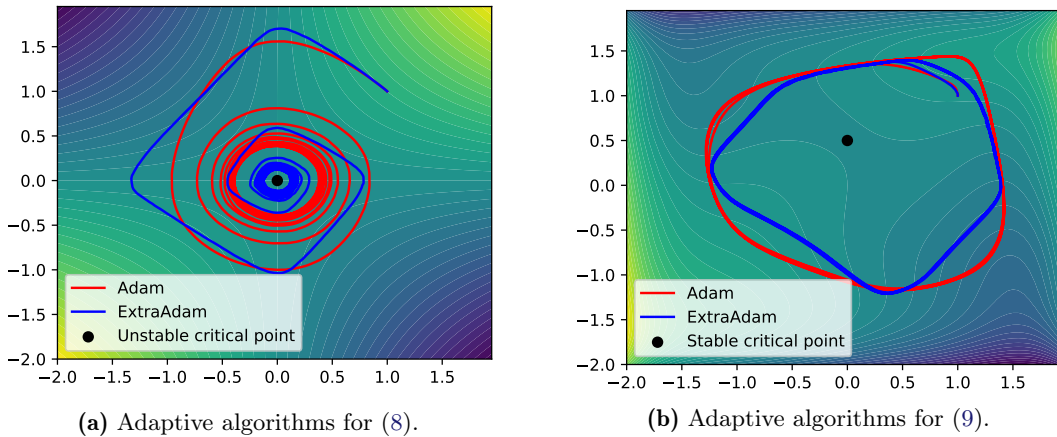 1.5
1.0
0.5
0.0
−0.5
−1.0
−1.5
−2.0
−2.0 −1.5 −1.0 −0.5 0.0 0.5 1.0 1.5
Adam
ExtraAdam
Unstable critical point
(a) Adaptive algorithms for (8).
1.5
1.0
0.5
0.0
−0.5
−1.0
−1.5
−2.0
−2.0 −1.5 −1.0 −0.5 0.0 0.5 1.0 1.5
Adam
ExtraAdam
Stable critical point
(b) Adaptive algorithms for (9).